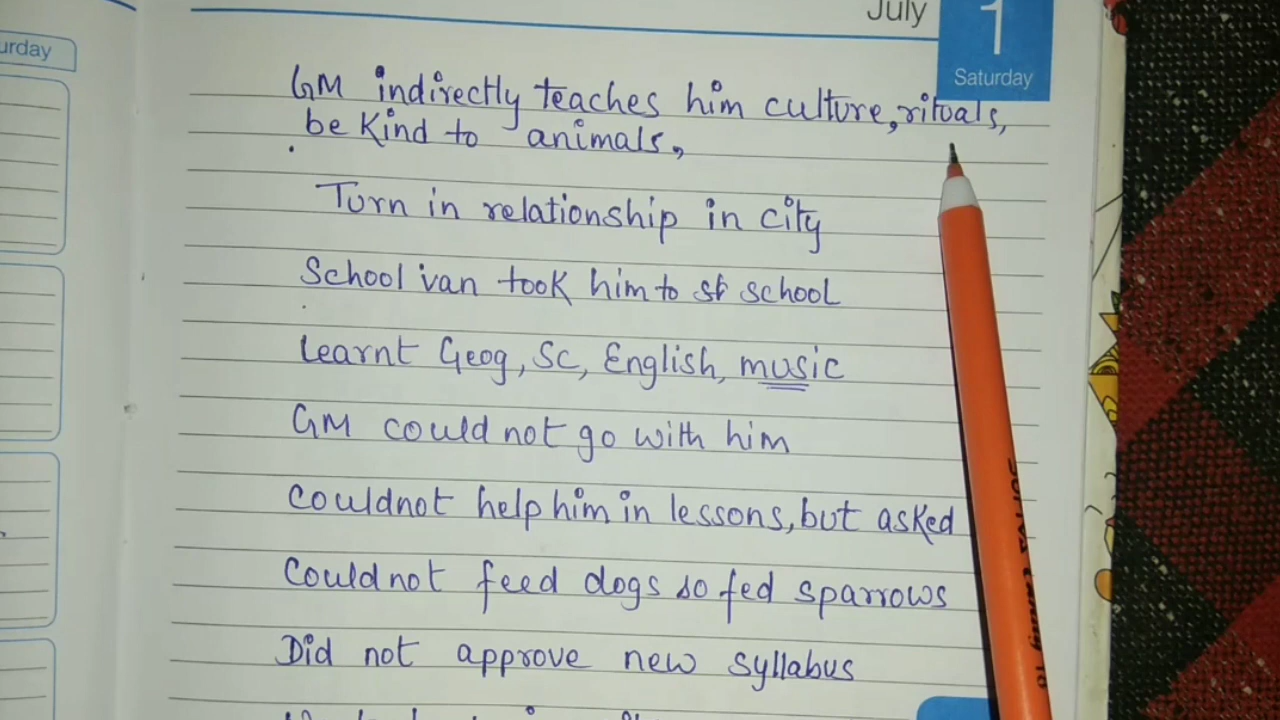 urday
July
1
Saturday
GM indirectly teaches him culture, rituals,
be kind to animals,
Turn in relationship in city
School van took him to st school
Learnt Geog, Sc, English, music
GM could not go with him
Couldnot help him in lessons, but asked
Could not feed dogs so fed sparrows
Did not approve new syllabus